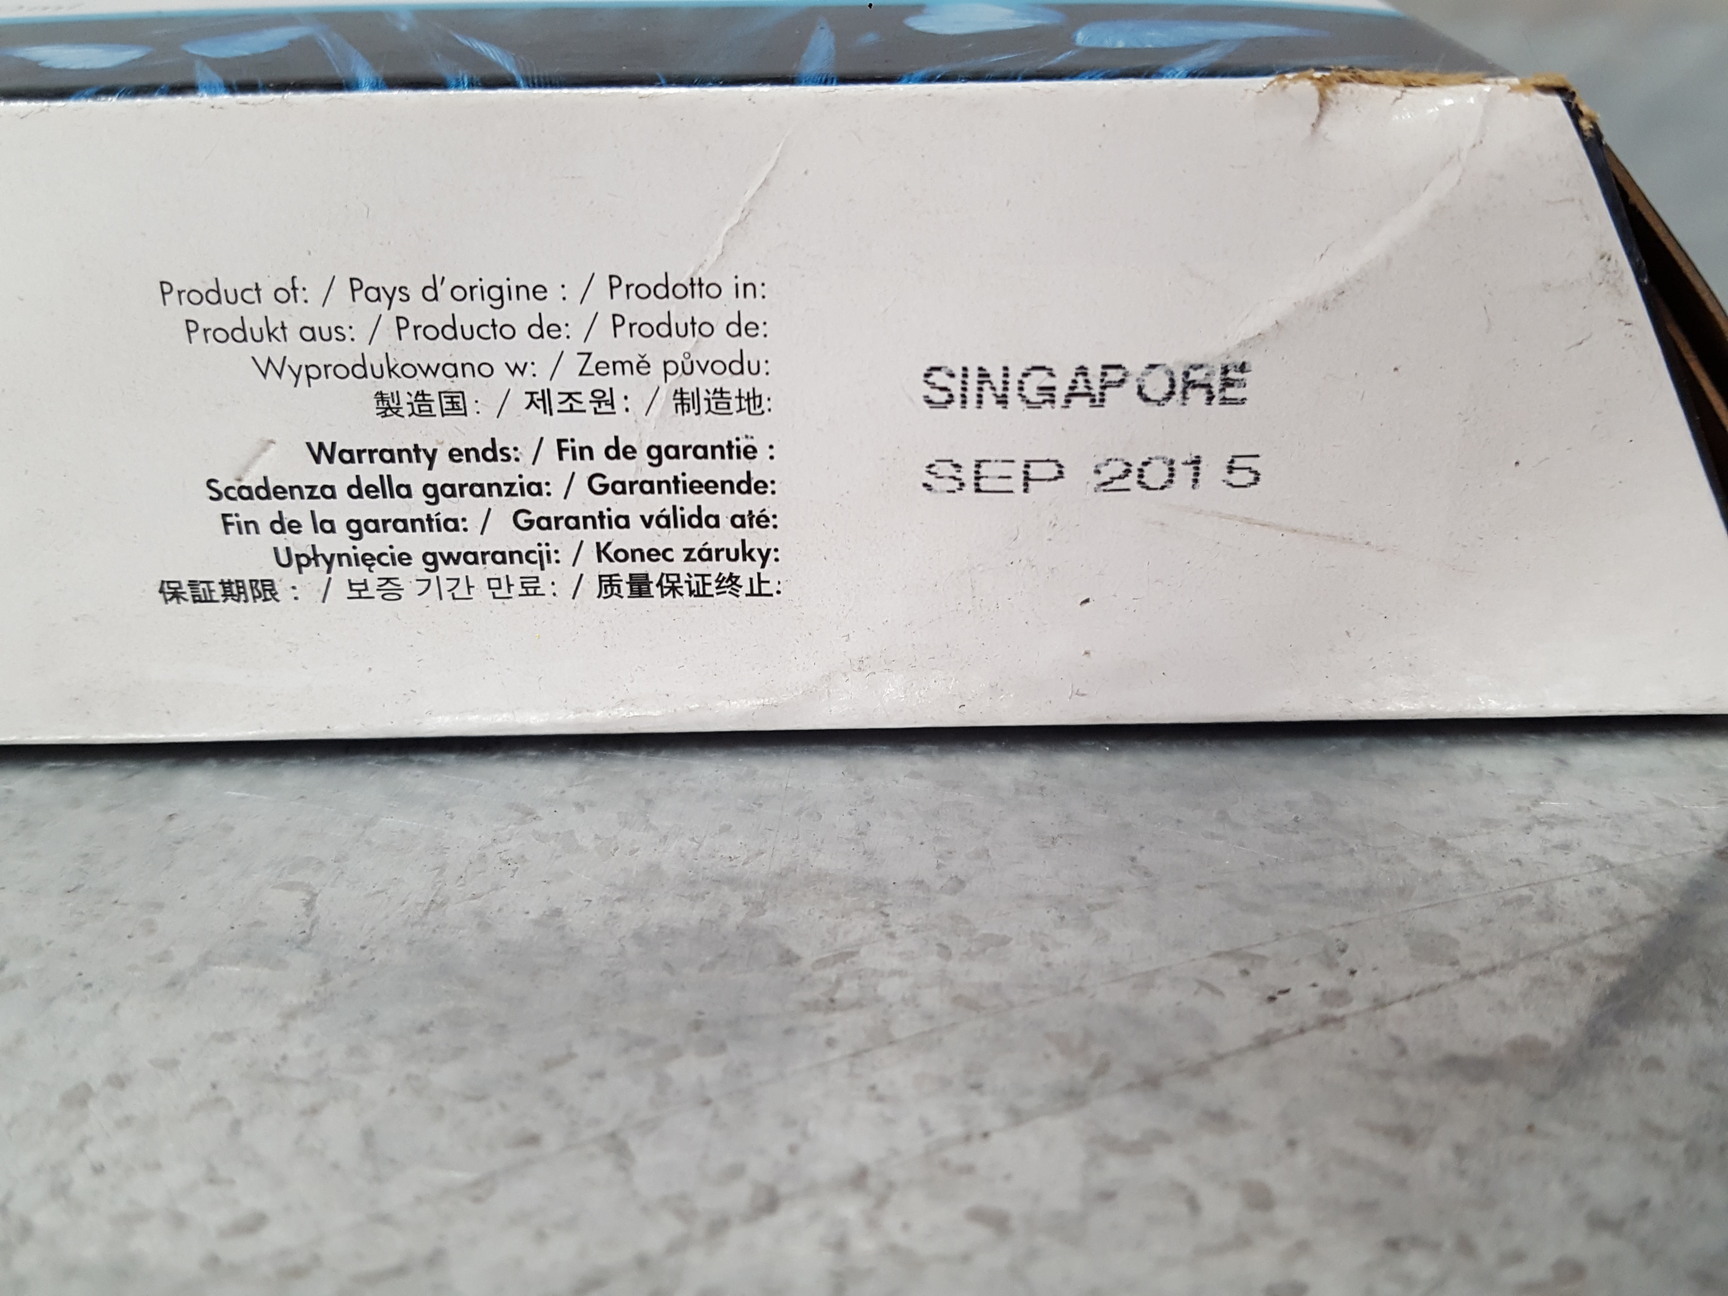 Product of: / Pays d'origine : / Prodotto in:
Produkt aus: / Producto de: / Produto de:
Wyprodukowano w: / Země původu:
製造国: / 제조원: / 制造地:
SINGAPORE
Warranty ends: / Fin de garantie :
Scadenza della garanzia: / Garantieende:
Fin de la garantía: / Garantia válida até:
Upłynięcie gwarancji: / Konec záruky:
保証期限 : / 보증 기간 만료: / 质量保证终止:
SEP 2015